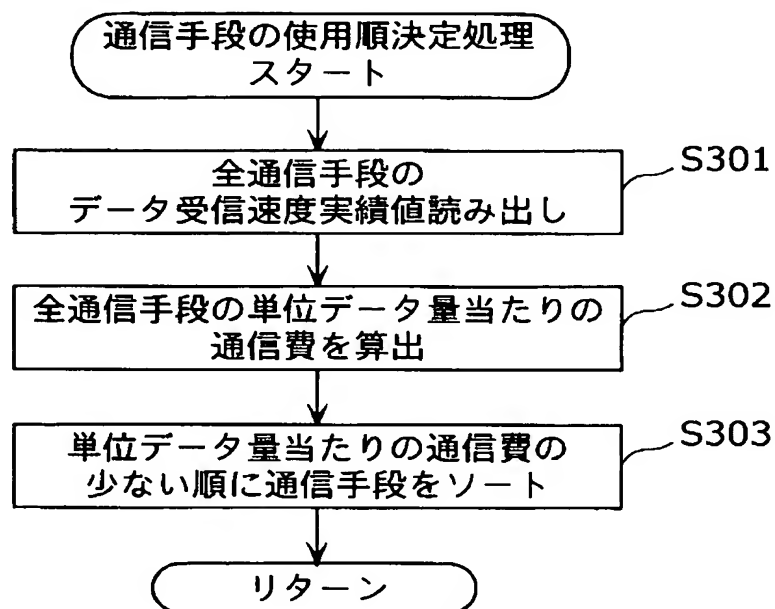 通信手段の使用順決定処理
スタート
全通信手段の
データ受信速度実績値読み出し
S301
全通信手段の単位データ量当たりの
通信費を算出
S302
単位データ量当たりの通信費の
少ない順に通信手段をソート
S303
リターン